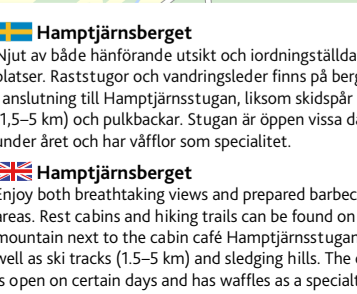 Hamptjärnsberget
Njut av både hänförande utsikt och iordningställda
platser. Raststugor och vandringsleder finns på berg
anslutning till Hamptjärnsstugan, liksom skidspår
1,5–5 km) och pulkbackar. Stugan är öppen vissa da
under året och har våfflor som specialitet.
Hamptjärnsberget
Enjoy both breathtaking views and prepared barbec
areas. Rest cabins and hiking trails can be found on
mountain next to the cabin café Hamptjärnsstugan
well as ski tracks (1.5–5 km) and sledging hills. The
s open on certain days and has waffles as a special